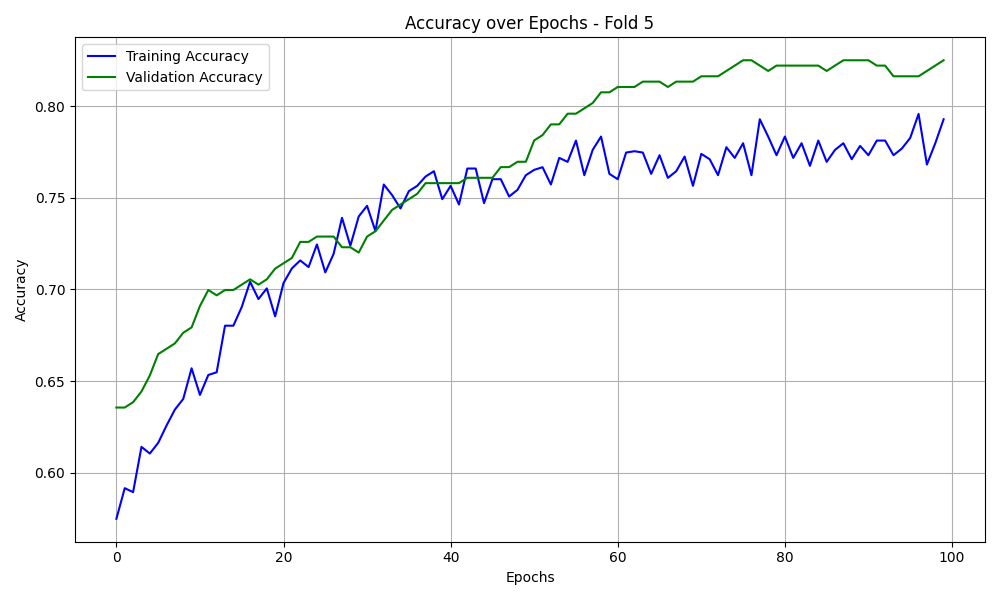 Accuracy over Epochs - Fold 5
Training Accuracy
Validation Accuracy
Accuracy
0.80
0.75
0.70
0.65
0.60
0 20 40 60 80 100
Epochs